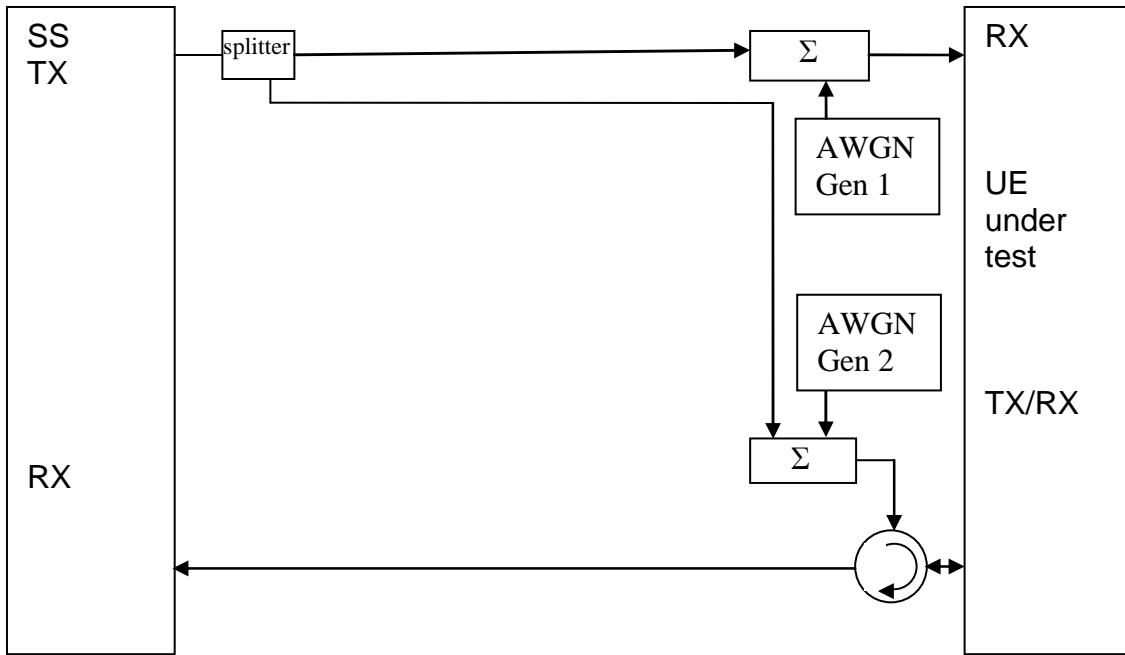 SS
TX
splitter
Σ
RX
AWGN
Gen 1
UE
under
test
AWGN
Gen 2
TX/RX
Σ
RX